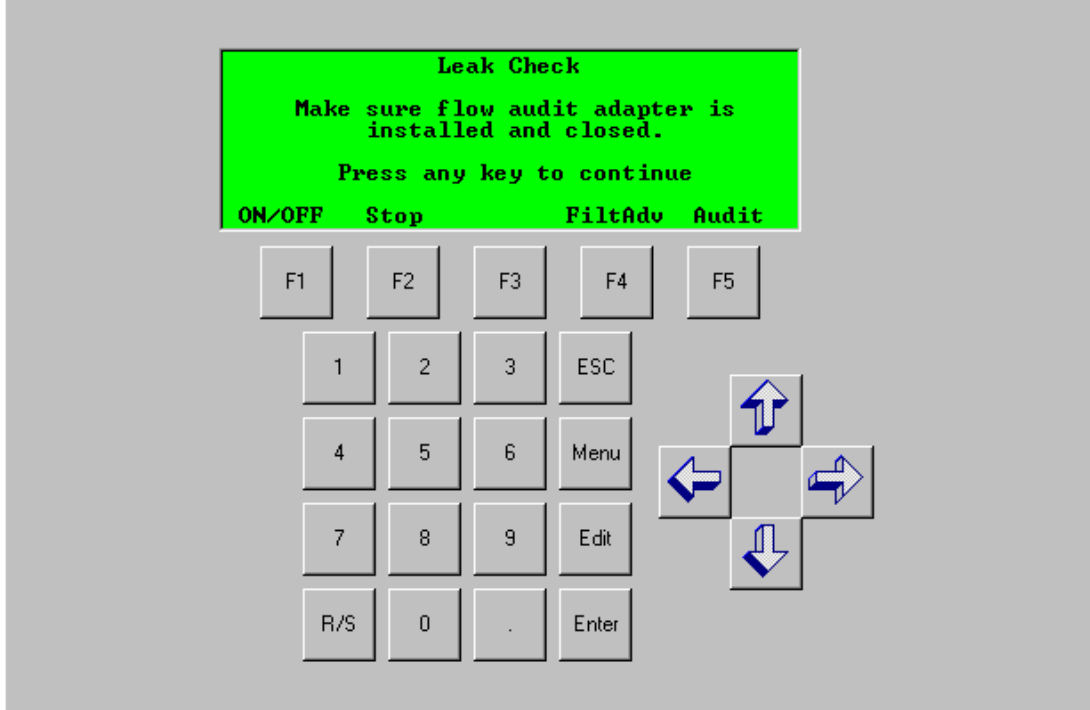 Leak Check
Make sure flow audit adapter is
installed and closed.
Press any key to continue
ON/OFF Stop FiltAdv Audit
F1 F2 F3 F4 F5
1 2 3 ESC
4 5 6 Menu
7 8 9 Edit
R/S 0 . Enter